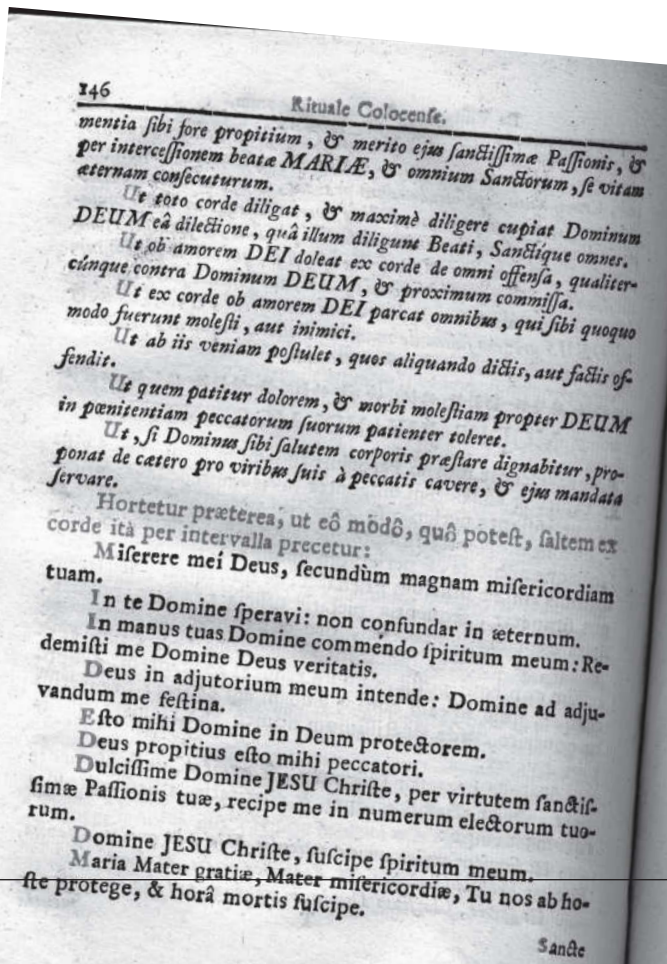 146
Rituale Colocenſe.
mentia ſibi fore propitium, & merito ejus ſanctiſſimæ Paſſionis, &
per interceſſionem beatæ MARIÆ, & omnium Sanctorum, ſe vitam
æternam conſecuturum.
Ut toto corde diligat, & maximè diligere cupiat Dominum
DEUM eâ dilectione, quâ illum diligunt Beati, Sanctíque omnes.
Ut ob amorem DEI doleat ex corde de omni offenſa, qualiter-
cúnque contra Dominum DEUM, & proximum commiſſa.
Ut ex corde ob amorem DEI parcat omnibus, qui ſibi quoquo
modo fuerunt moleſti, aut inimici.
Ut ab iis veniam poſtulet, quos aliquando dictis, aut factis of-
fendit.
Ut quem patitur dolorem, & morbi moleſtiam propter DEUM
in pœnitentiam peccatorum ſuorum patienter toleret.
Ut, ſi Dominus ſibi ſalutem corporis præſtare dignabitur, pro-
ponat de cætero pro viribus ſuis à peccatis cavere, & ejus mandata
ſervare.
Hortetur præterea, ut eô modô, quô poteſt, ſaltem ex
corde ità per intervalla precetur:
Miſerere meí Deus, ſecundùm magnam miſericordiam
tuam.
In te Domine ſperavi: non confundar in æternum.
In manus tuas Domine comméndo ſpiritum meum: Re-
demiſti me Domine Deus veritatis.
Deus in adjutorium meum intende: Domine ad adju-
vandum me feſtina.
Eſto mihi Domine in Deum protectorem.
Deus propitius eſto mihi peccatori.
Dulciſſime Domine JESU Chriſte, per virtutem ſanctiſ-
ſimæ Paſſionis tuæ, recipe me in numerum electorum tuo-
rum.
Domine JESU Chriſte, ſuſcipe ſpiritum meum.
Maria Mater gratiæ, Mater miſericordiæ, Tu nos ab ho-
ſte protege, & horâ mortis ſuſcipe.
Sancte